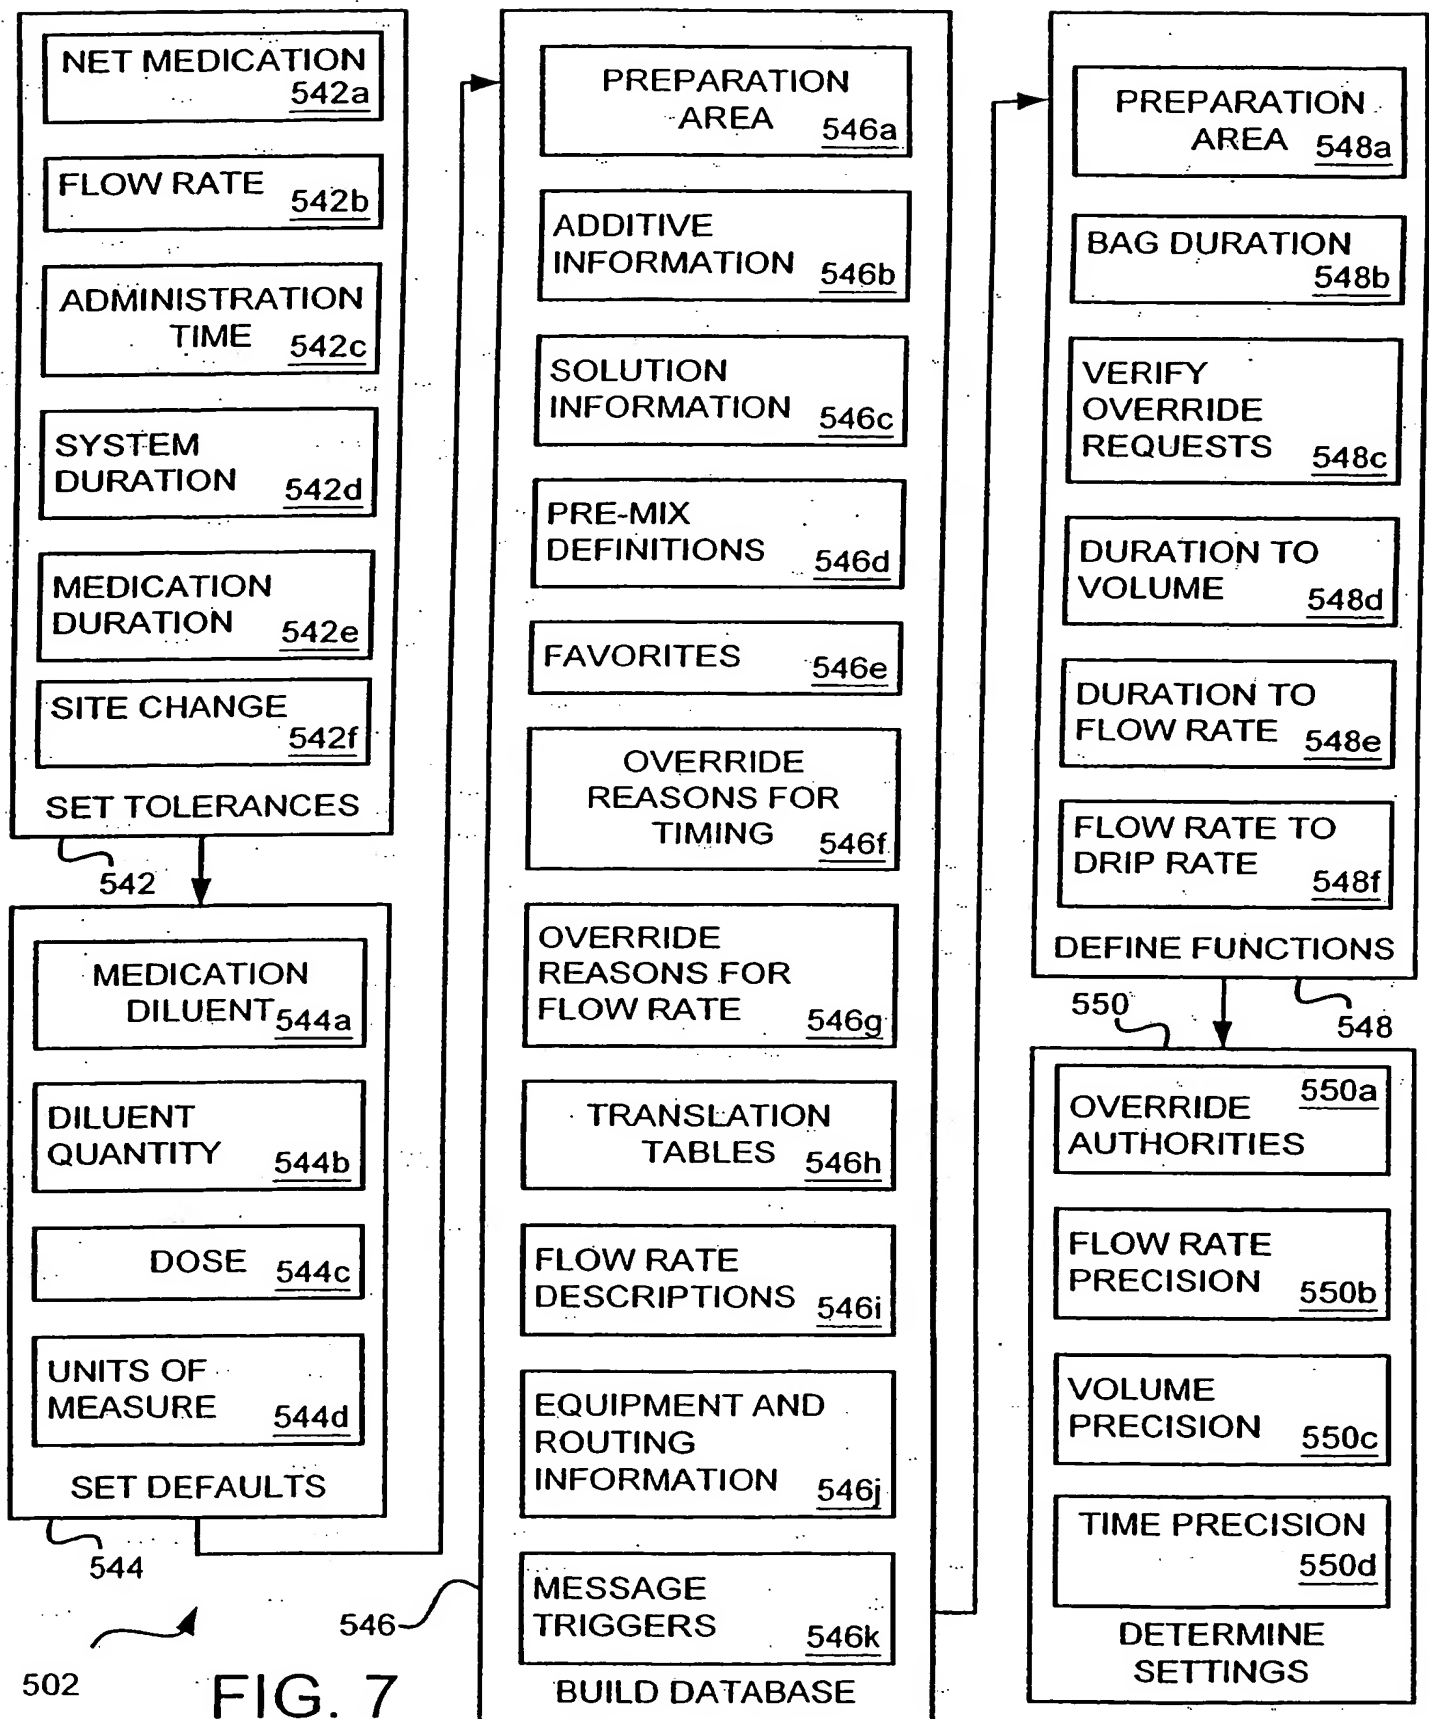 NET MEDICATION
542a
FLOW RATE
542b
ADMINISTRATION
TIME 542c
SYSTEM
DURATION 542d
MEDICATION
DURATION 542e
SITE CHANGE
542f
SET TOLERANCES
542
MEDICATION
DILUENT 544a
DILUENT
QUANTITY 544b
DOSE 544c
UNITS OF
MEASURE 544d
SET DEFAULTS
544
502
FIG. 7
PREPARATION
AREA 546a
ADDITIVE
INFORMATION 546b
SOLUTION
INFORMATION 546c
PRE-MIX
DEFINITIONS 546d
FAVORITES 546e
OVERRIDE
REASONS FOR
TIMING 546f
OVERRIDE
REASONS FOR
FLOW RATE 546g
TRANSLATION
TABLES 546h
FLOW RATE
DESCRIPTIONS 546i
EQUIPMENT AND
ROUTING
INFORMATION 546j
MESSAGE
TRIGGERS 546k
546
BUILD DATABASE
PREPARATION
AREA 548a
BAG DURATION
548b
VERIFY
OVERRIDE
REQUESTS 548c
DURATION TO
VOLUME 548d
DURATION TO
FLOW RATE 548e
FLOW RATE TO
DRIP RATE 548f
DEFINE FUNCTIONS
548
550
550a
OVERRIDE
AUTHORITIES
FLOW RATE
PRECISION 550b
VOLUME
PRECISION 550c
TIME PRECISION
550d
DETERMINE
SETTINGS